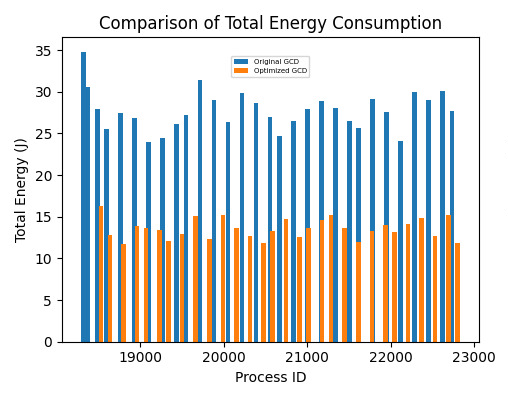 Comparison of Total Energy Consumption
Original GCD
Optimized GCD
Total Energy (J)
35
30
25
20
15
10
5
0
19000 20000 21000 22000 23000
Process ID